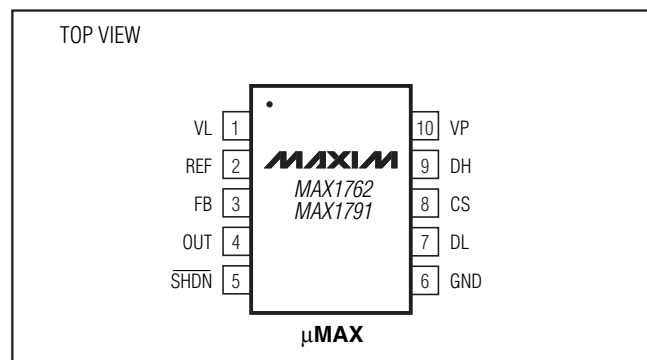 TOP VIEW
VL 1
REF 2
FB 3
OUT 4
SHDN 5
10 VP
9 DH
8 CS
7 DL
6 GND
MAXIM
MAX1762
MAX1791
μMAX